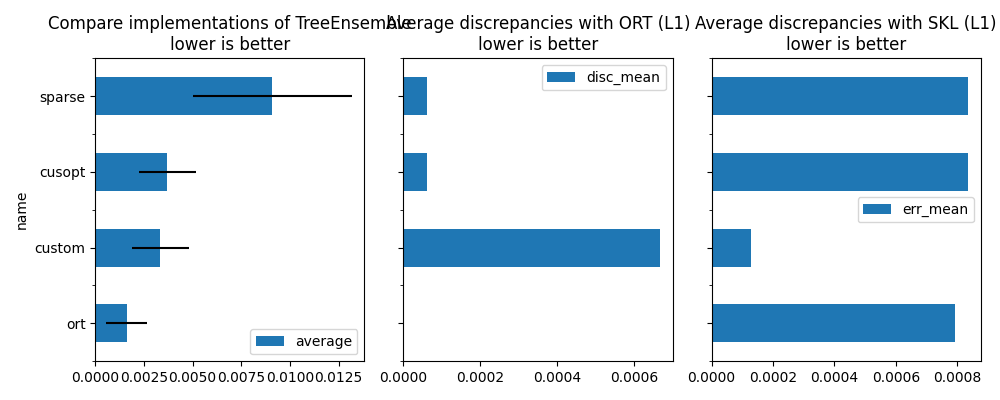 Compare implementations of TreeEnsemble
lower is better
Average discrepancies with ORT (L1)
lower is better
Average discrepancies with SKL (L1)
lower is better
name
sparse
cusopt
custom
ort
average
0.0000 0.0025 0.0050 0.0075 0.0100 0.0125
disc_mean
0.0000 0.0002 0.0004 0.0006
err_mean
0.0000 0.0002 0.0004 0.0006 0.0008